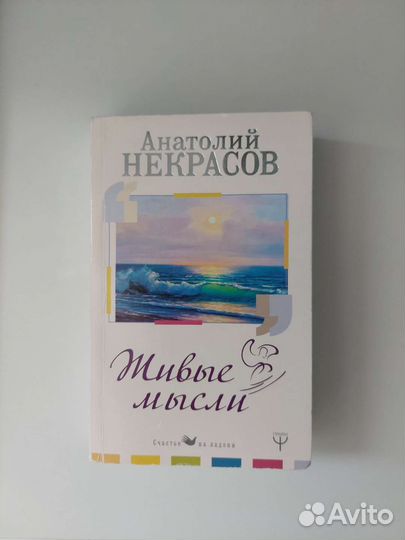 Анатолий
НЕКРАСОВ
Живые
мысли
Счастье на ладони
Avito